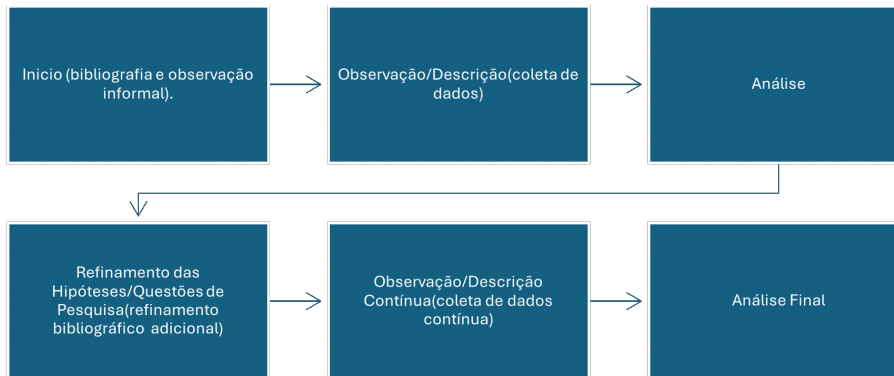 Inicio (bibliografia e observação
informal).
Observação/Descrição(coleta de
dados)
Análise
Refinamento das
Hipóteses/Questões de
Pesquisa(refinamento
bibliográfico adicional)
Observação/Descrição
Contínua(coleta de dados
contínua)
Análise Final